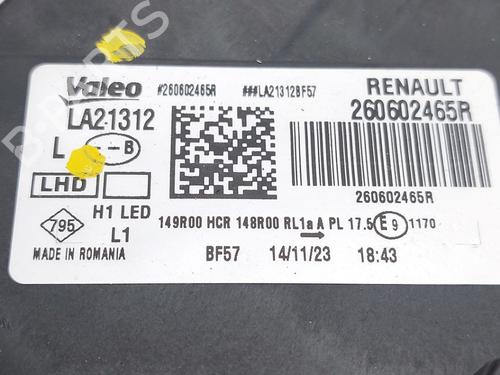 Valeo #260602465R ###LA21312BF57 RENAULT
LA21312 260602465R
L --B
LHD
260602465R
795 H1 LED L1
149R00 HCR 148R00 RL1a A PL 17.5 E9 1170
MADE IN ROMANIA BF57 14/11/23 18:43
B-PARTS